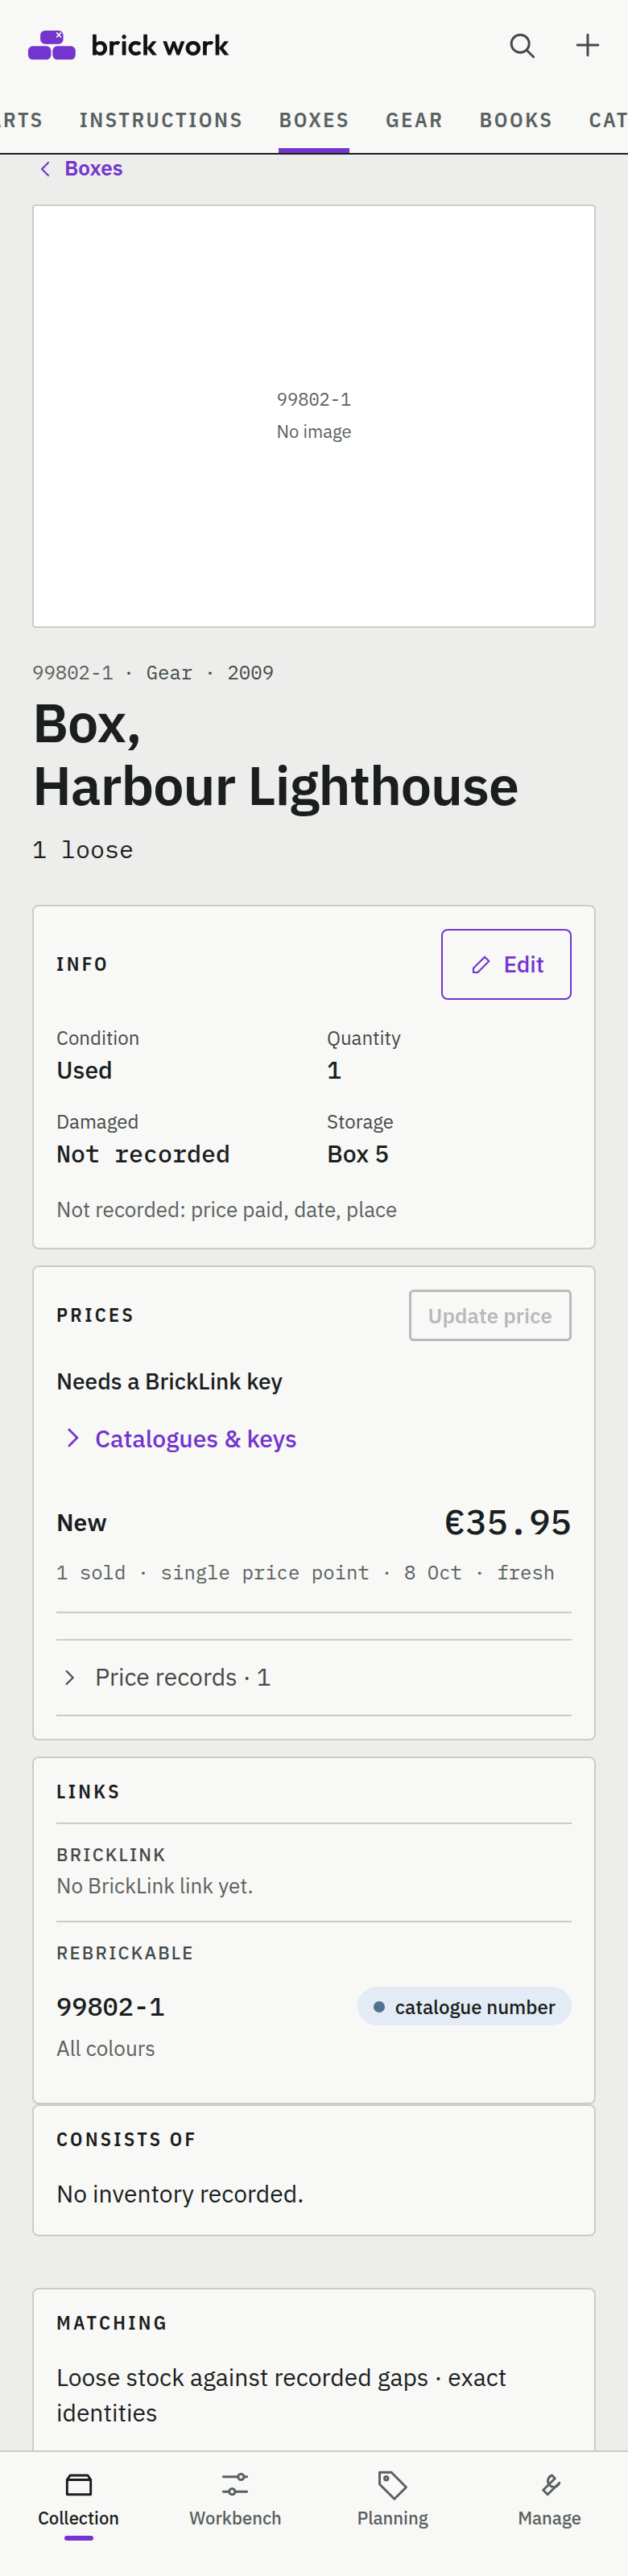 brick work
RTS INSTRUCTIONS BOXES GEAR BOOKS CAT
Boxes
99802-1
No image
99802-1 · Gear · 2009
Box,
Harbour Lighthouse
1 loose
INFO
Edit
Condition
Quantity
Used
1
Damaged
Storage
Not recorded
Box 5
Not recorded: price paid, date, place
PRICES
Update price
Needs a BrickLink key
Catalogues & keys
New
€35.95
1 sold · single price point · 8 Oct · fresh
Price records · 1
LINKS
BRICKLINK
No BrickLink link yet.
REBRICKABLE
99802-1
catalogue number
All colours
CONSISTS OF
No inventory recorded.
MATCHING
Loose stock against recorded gaps · exact
identities
Collection
Workbench
Planning
Manage